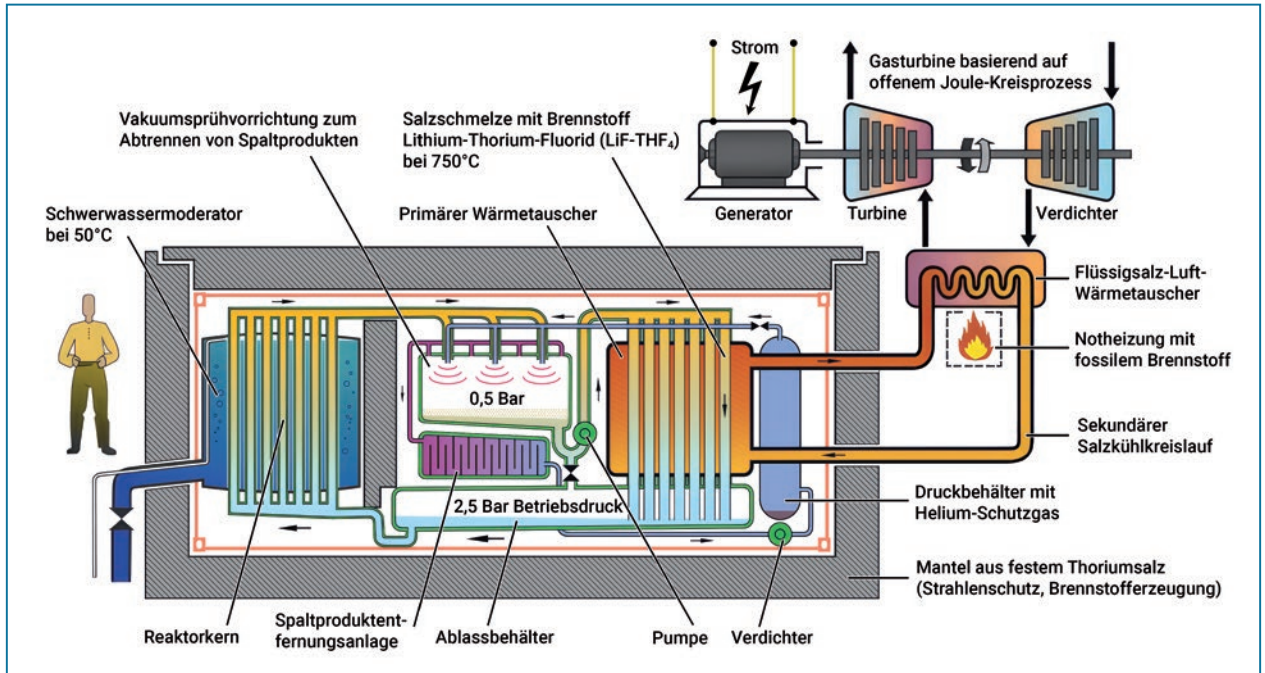 Strom
Gasturbine basierend auf
offenem Joule-Kreisprozess
Vakuumsprühvorrichtung zum
Abtrennen von Spaltprodukten
Salzschmelze mit Brennstoff
Lithium-Thorium-Fluorid (LiF-THF₄)
bei 750°C
Schwerwassermoderator
bei 50°C
Primärer Wärmetauscher
Generator
Turbine
Verdichter
Flüssigsalz-Luft-
Wärmetauscher
Notheizung mit
fossilem Brennstoff
0,5 Bar
Sekundärer
Salzkühlkreislauf
2,5 Bar Betriebsdruck
Druckbehälter mit
Helium-Schutzgas
Mantel aus festem Thoriumsalz
(Strahlenschutz, Brennstofferzeugung)
Reaktorkern
Spaltproduktent-
fernungsanlage
Ablassbehälter
Pumpe
Verdichter